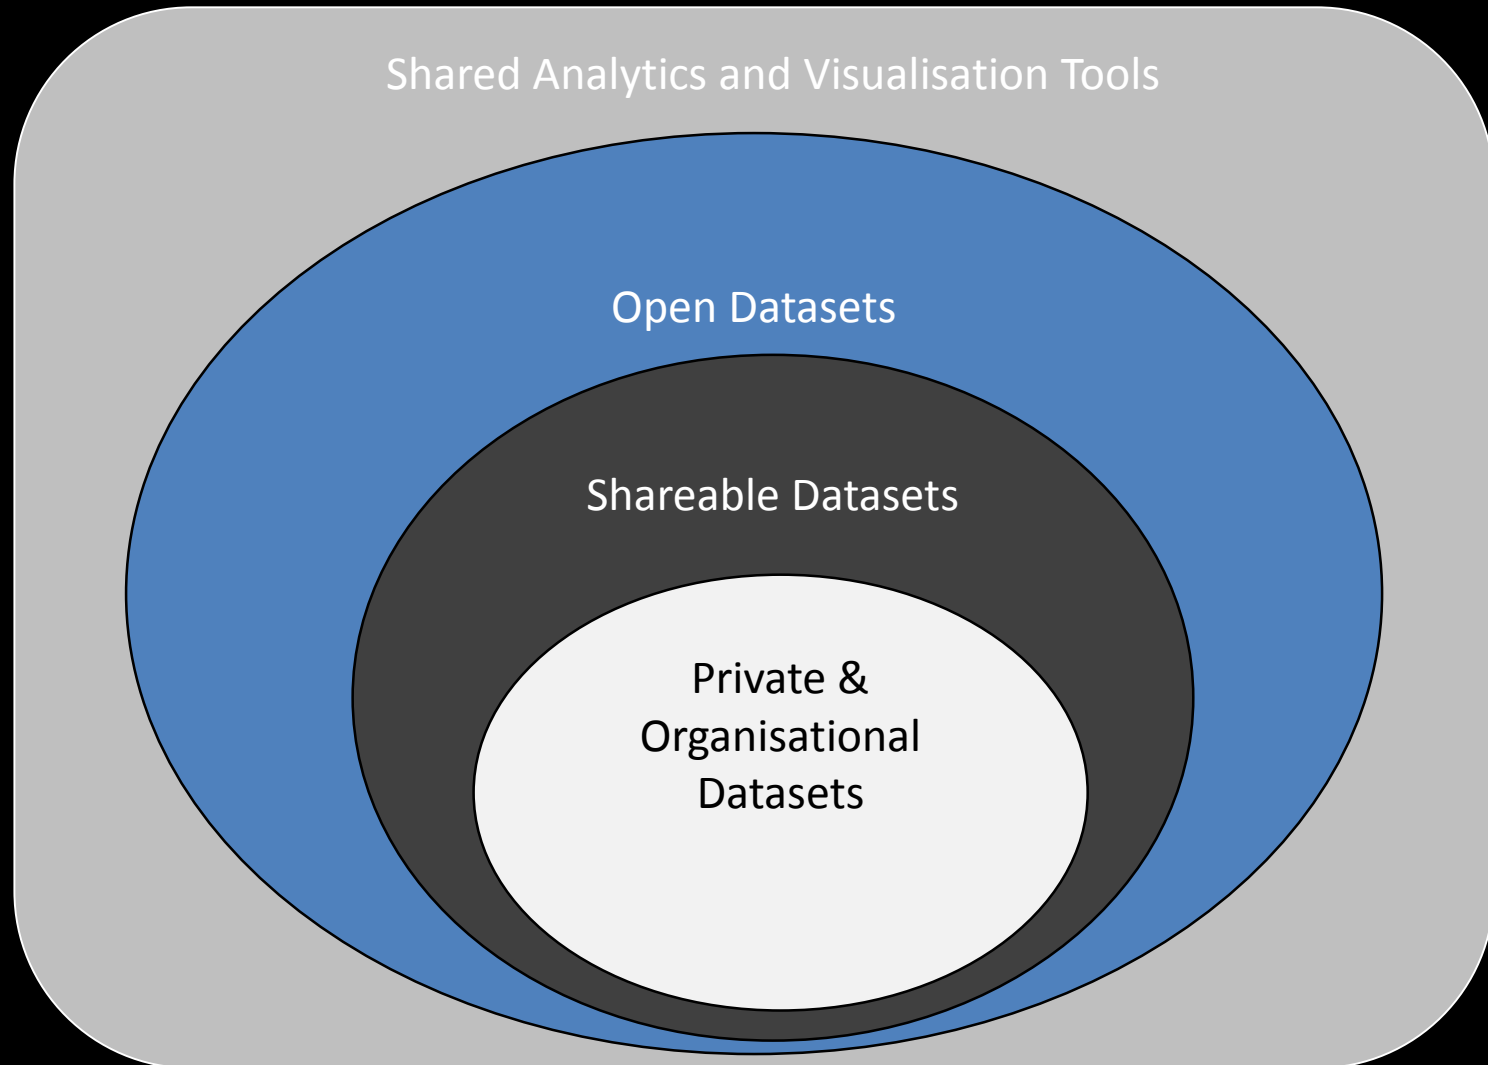 Shared Analytics and Visualisation Tools
Open Datasets
Shareable Datasets
Private &
Organisational
Datasets